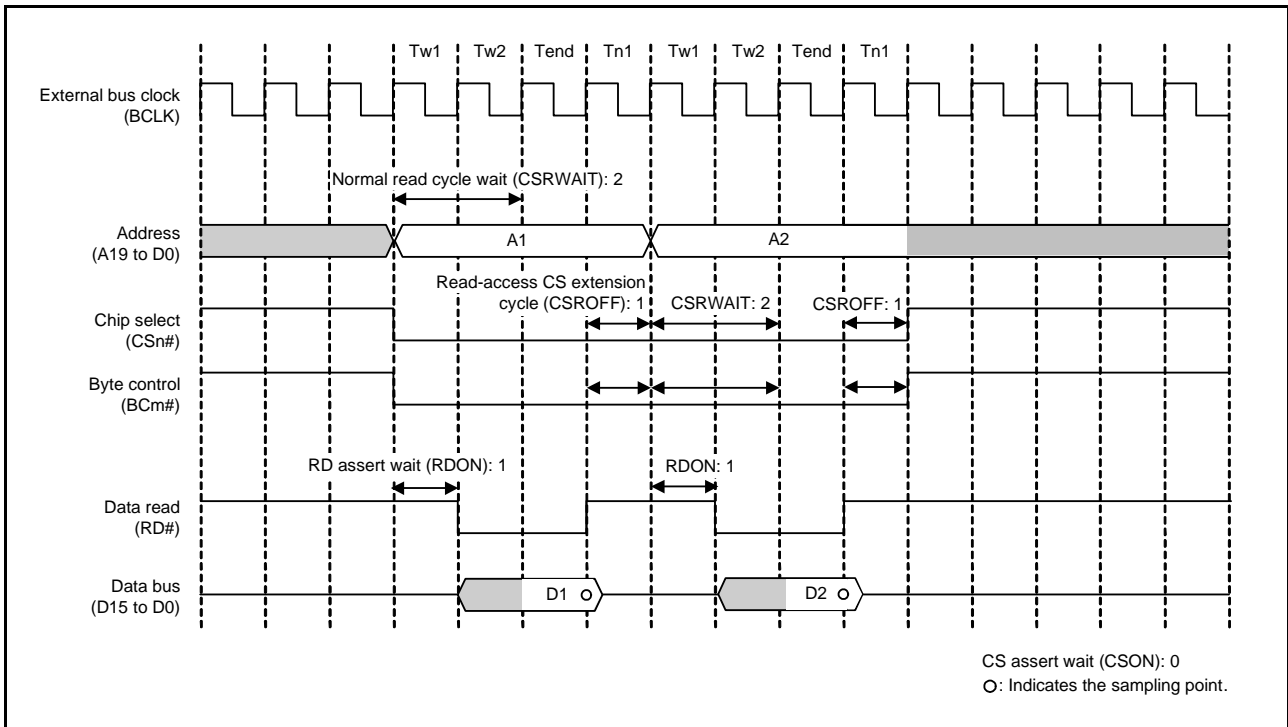 Tw1 Tw2 Tend Tn1 Tw1 Tw2 Tend Tn1
External bus clock
(BCLK)
Normal read cycle wait (CSRWAIT): 2
Address
(A19 to D0)
A1 A2
Read-access CS extension
cycle (CSROFF): 1 CSRWAIT: 2 CSROFF: 1
Chip select
(CSn#)
Byte control
(BCm#)
RD assert wait (RDON): 1 RDON: 1
Data read
(RD#)
Data bus
(D15 to D0)
D1 D2
CS assert wait (CSON): 0
O: Indicates the sampling point.